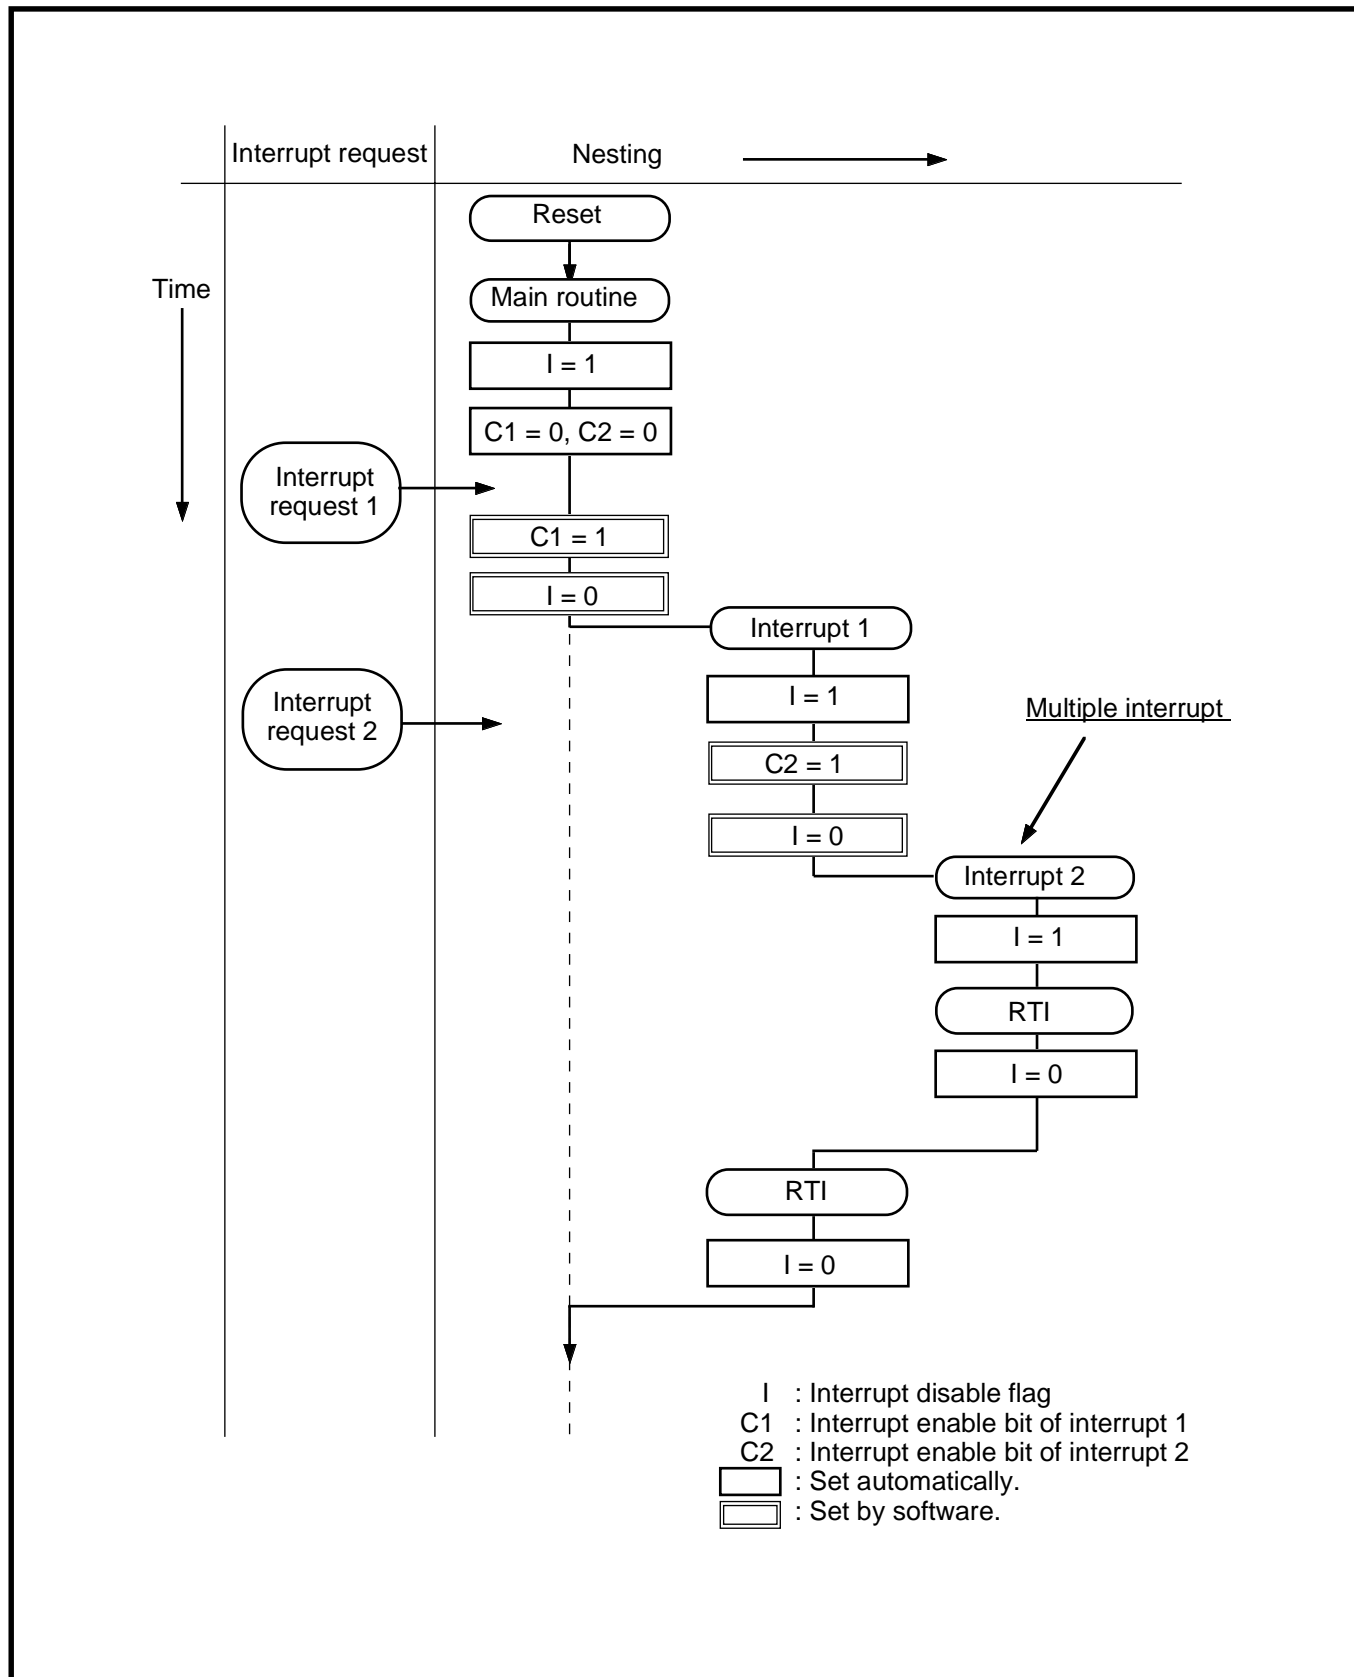 Interrupt request
Nesting
Reset
Time
Main routine
I = 1
C1 = 0, C2 = 0
Interrupt
request 1
C1 = 1
I = 0
Interrupt 1
Interrupt
request 2
I = 1
Multiple interrupt
C2 = 1
I = 0
Interrupt 2
I = 1
RTI
I = 0
RTI
I = 0
I : Interrupt disable flag
C1 : Interrupt enable bit of interrupt 1
C2 : Interrupt enable bit of interrupt 2
: Set automatically.
: Set by software.